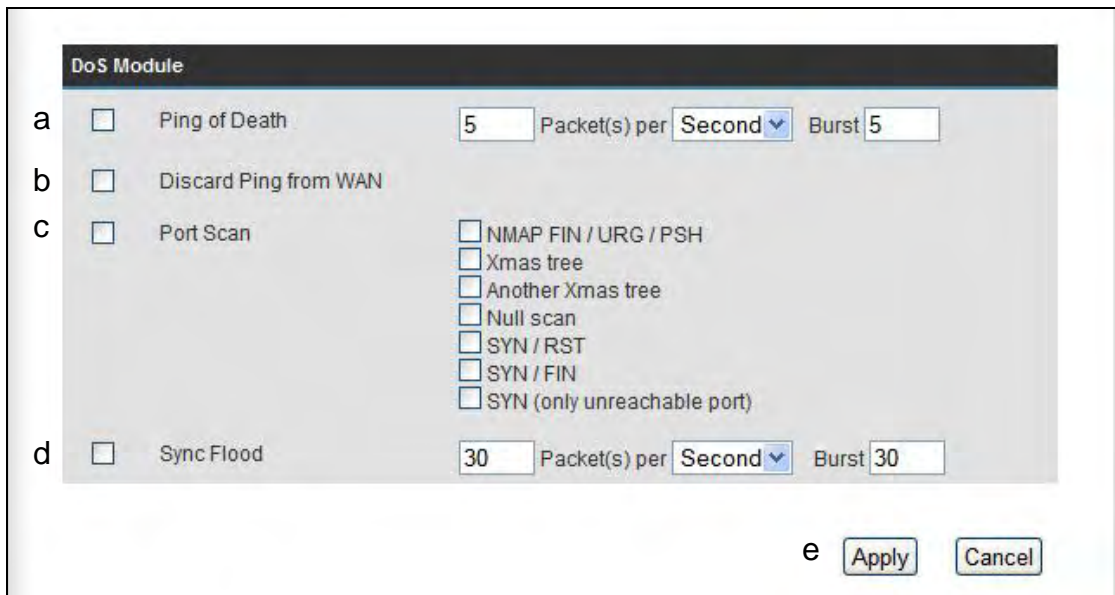 DoS Module
a Ping of Death 5 Packet(s) per Second Burst 5
b Discard Ping from WAN
c Port Scan NMAP FIN / URG / PSH
Xmas tree
Another Xmas tree
Null scan
SYN / RST
SYN / FIN
SYN (only unreachable port)
d Sync Flood 30 Packet(s) per Second Burst 30
e Apply Cancel